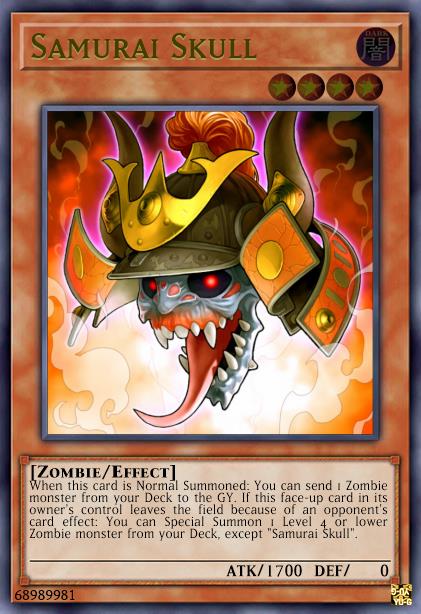 SAMURAI SKULL
DARK
闇
[ZOMBIE/EFFECT]
When this card is Normal Summoned: You can send 1 Zombie
monster from your Deck to the GY. If this face-up card in its
owner's control leaves the field because of an opponent's
card effect: You can Special Summon 1 Level 4 or lower
Zombie monster from your Deck, except "Samurai Skull".
ATK/1700 DEF/ 0
68989981